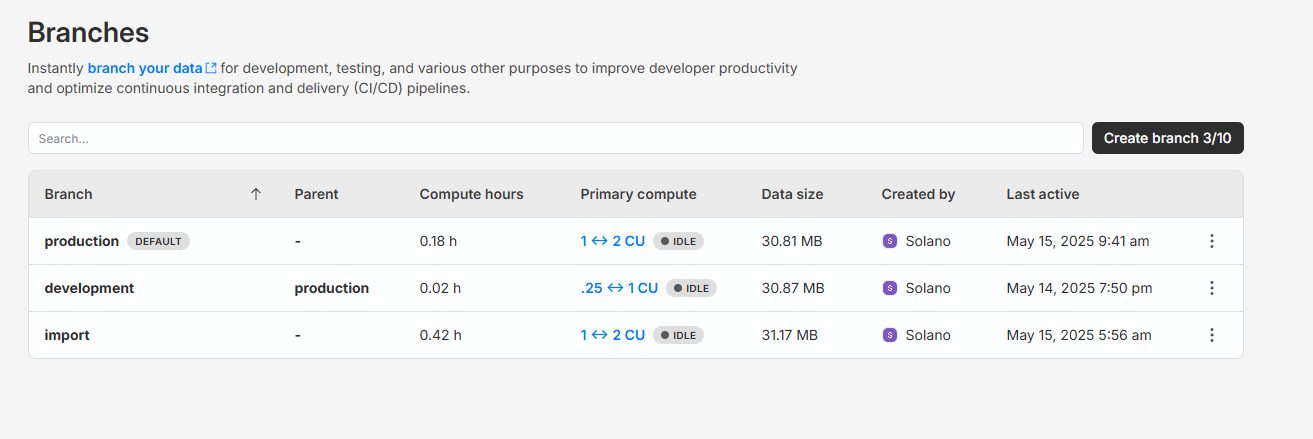 Branches
Instantly branch your data for development, testing, and various other purposes to improve developer productivity
and optimize continuous integration and delivery (CI/CD) pipelines.
Search... Create branch 3/10
Branch Parent Compute hours Primary compute Data size Created by Last active
production DEFAULT - 0.18 h 1 ↔ 2 CU IDLE 30.81 MB S Solano May 15, 2025 9:41 am
development production 0.02 h .25 ↔ 1 CU IDLE 30.87 MB S Solano May 14, 2025 7:50 pm
import - 0.42 h 1 ↔ 2 CU IDLE 31.17 MB S Solano May 15, 2025 5:56 am